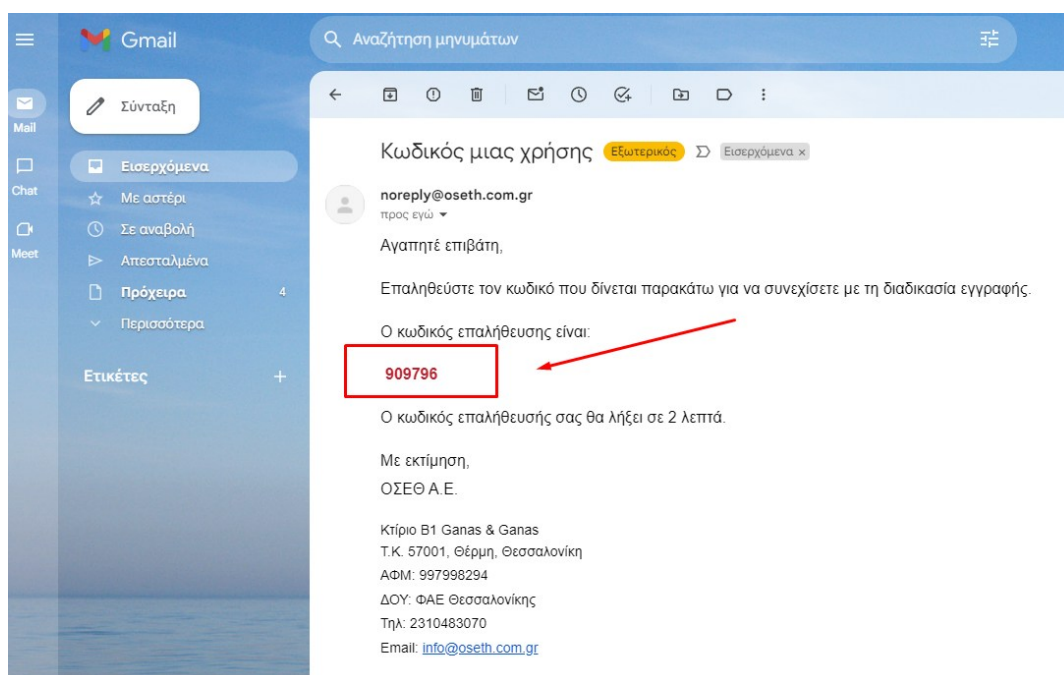 Gmail
Αναζήτηση μηνυμάτων
Mail
Chat
Meet
Σύνταξη
Εισερχόμενα
Με αστέρι
Σε αναβολή
Απεσταλμένα
Πρόχειρα 4
Περισσότερα
Ετικέτες +
Κωδικός μιας χρήσης Εξωτερικός Εισερχόμενα ×
noreply@oseth.com.gr
προς εγώ
Αγαπητέ επιβάτη,
Επαληθεύστε τον κωδικό που δίνεται παρακάτω για να συνεχίσετε με τη διαδικασία εγγραφής.
Ο κωδικός επαλήθευσης είναι:
909796
Ο κωδικός επαλήθευσής σας θα λήξει σε 2 λεπτά.
Με εκτίμηση,
ΟΣΕΘ Α.Ε.
Κτίριο Β1 Ganas & Ganas
Τ.Κ. 57001, Θέρμη, Θεσσαλονίκη
ΑΦΜ: 997998294
ΔΟΥ: ΦΑΕ Θεσσαλονίκης
Τηλ: 2310483070
Email: info@oseth.com.gr